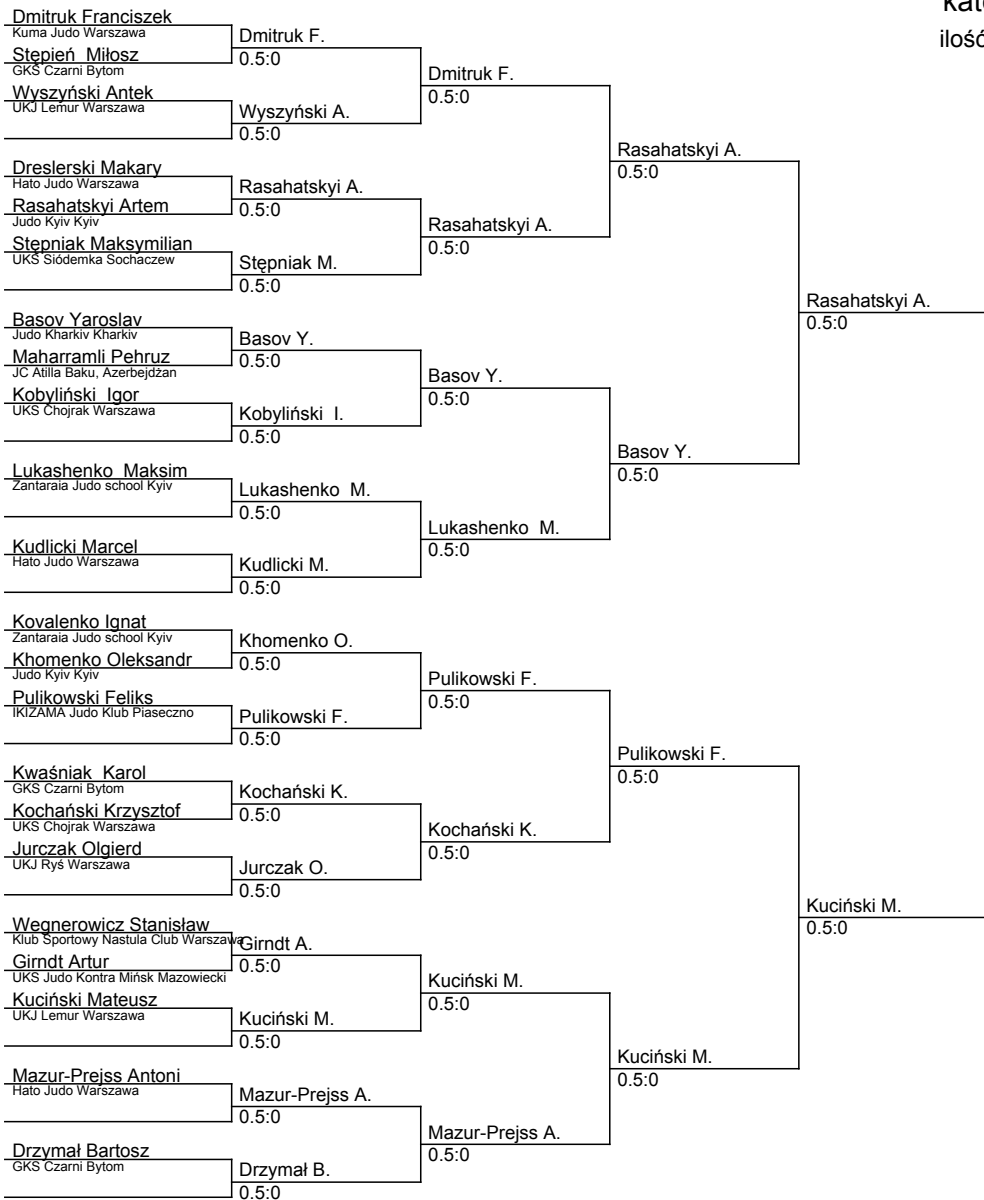 kate
ilość
Dmitruk Franciszek
Kuma Judo Warszawa
Stępień  Miłosz
GKS Czarni Bytom
Wyszyński Antek
UKJ Lemur Warszawa
Dreslerski Makary
Hato Judo Warszawa
Rasahatskyi Artem
Judo Kyiv Kyiv
Stępniak Maksymilian
UKS Siódemka Sochaczew
Basov Yaroslav
Judo Kharkiv Kharkiv
Maharramli Pehruz
JC Atilla Baku, Azerbejdżan
Kobyliński  Igor
UKS Chojrak Warszawa
Lukashenko  Maksim
Zantaraia Judo school Kyiv
Kudlicki Marcel
Hato Judo Warszawa
Kovalenko Ignat
Zantaraia Judo school Kyiv
Khomenko Oleksandr
Judo Kyiv Kyiv
Pulikowski Feliks
IKIZAMA Judo Klub Piaseczno
Kwaśniak  Karol
GKS Czarni Bytom
Kochański Krzysztof
UKS Chojrak Warszawa
Jurczak Olgierd
UKJ Ryś Warszawa
Wegnerowicz Stanisław
Klub Sportowy Nastula Club Warszawa
Girndt Artur
UKS Judo Kontra Mińsk Mazowiecki
Kuciński Mateusz
UKJ Lemur Warszawa
Mazur-Prejss Antoni
Hato Judo Warszawa
Drzymał Bartosz
GKS Czarni Bytom
Dmitruk F.
0.5:0
Wyszyński A.
0.5:0
Rasahatskyi A.
0.5:0
Stępniak M.
0.5:0
Basov Y.
0.5:0
Kobyliński  I.
0.5:0
Lukashenko  M.
0.5:0
Kudlicki M.
0.5:0
Khomenko O.
0.5:0
Pulikowski F.
0.5:0
Kochański K.
0.5:0
Jurczak O.
0.5:0
Girndt A.
0.5:0
Kuciński M.
0.5:0
Mazur-Prejss A.
0.5:0
Drzymał B.
0.5:0
Dmitruk F.
0.5:0
Rasahatskyi A.
0.5:0
Basov Y.
0.5:0
Lukashenko  M.
0.5:0
Pulikowski F.
0.5:0
Kochański K.
0.5:0
Kuciński M.
0.5:0
Mazur-Prejss A.
0.5:0
Rasahatskyi A.
0.5:0
Basov Y.
0.5:0
Pulikowski F.
0.5:0
Kuciński M.
0.5:0
Rasahatskyi A.
0.5:0
Kuciński M.
0.5:0